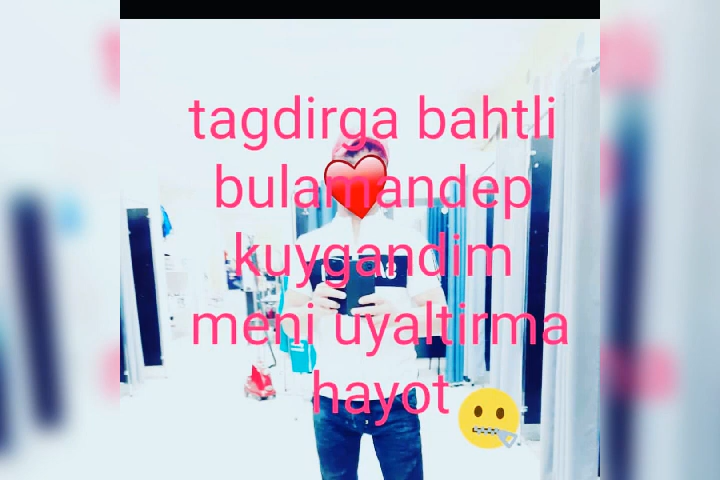 tagdirga bahtli
bulamandep
kuygandim
meni uyaltirma
hayot